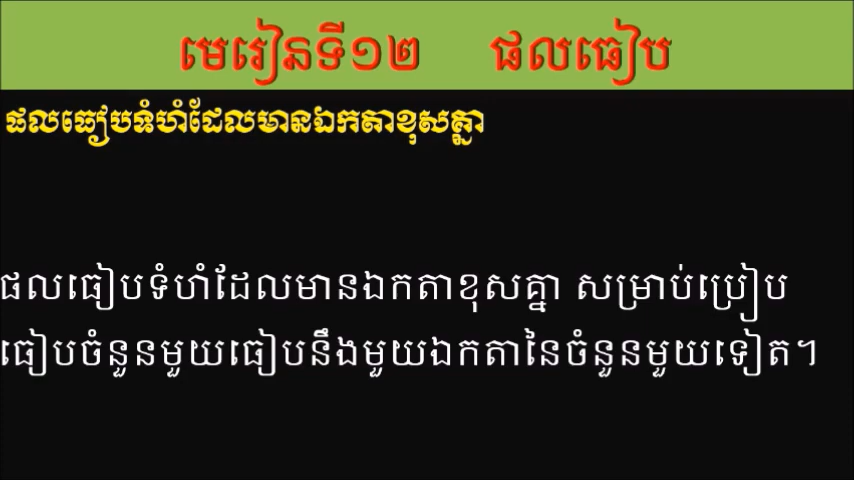 មេរៀនទី១២ ផលធៀប
ផលធៀបទំហំដែលមានឯកតាខុសគ្នា
ផលធៀបទំហំដែលមានឯកតាខុសគ្នា សម្រាប់ប្រៀប
ធៀបចំនួនមួយធៀបនឹងមួយឯកតានៃចំនួនមួយទៀត។